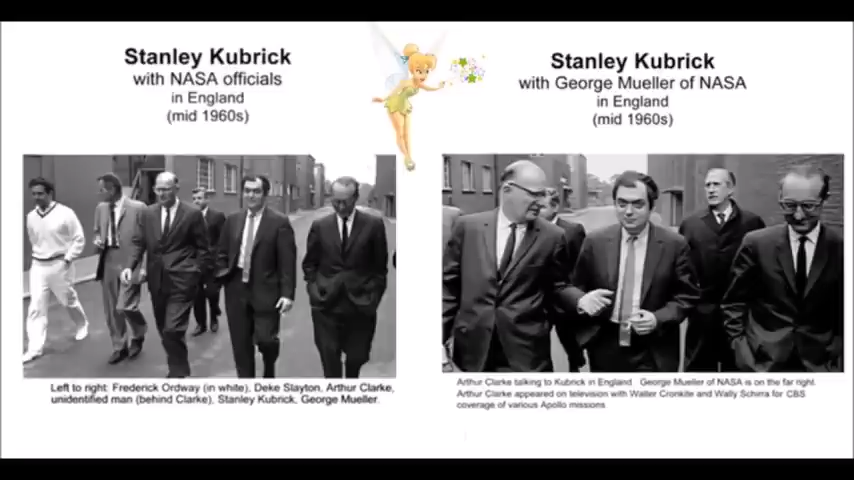 Stanley Kubrick
with NASA officials
in England
(mid 1960s)
Left to right: Frederick Ordway (in white), Deke Slayton, Arthur Clarke,
unidentified man (behind Clarke), Stanley Kubrick, George Mueller.
Stanley Kubrick
with George Mueller of NASA
in England
(mid 1960s)
Arthur Clarke talking to Kubrick in England George Mueller of NASA is on the far right.
Arthur Clarke appeared on television with Walter Cronkite and Wally Schirra for CBS
coverage of various Apollo missions